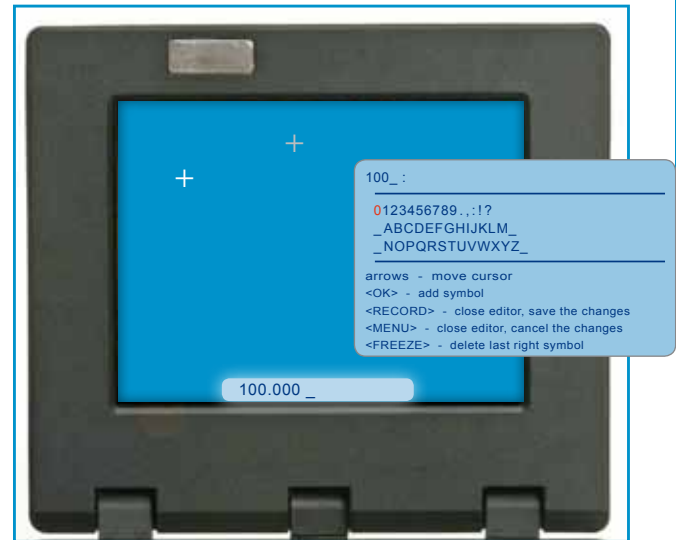 100_ :
0123456789.,:!?
_ABCDEFGHIJKLM_
_NOPQRSTUVWXYZ_
arrows - move cursor
<OK> - add symbol
<RECORD> - close editor, save the changes
<MENU> - close editor, cancel the changes
<FREEZE> - delete last right symbol
100.000 _